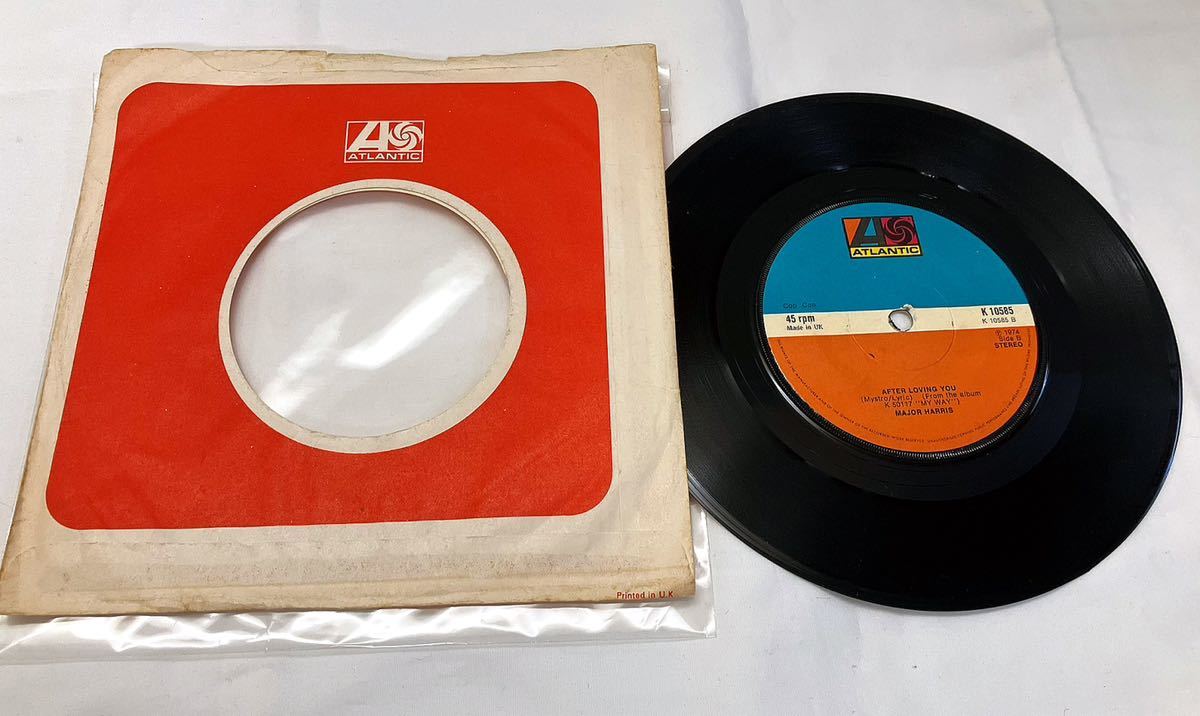 ATLANTIC
Printed in U.K
ATLANTIC
45 rpm
Made in UK
K 10585
K 10585 B
℗ 1974
Side B
STEREO
AFTER LOVING YOU
(Mystro/Lyric) (From the album
K 50117 "MY WAY")
MAJOR HARRIS